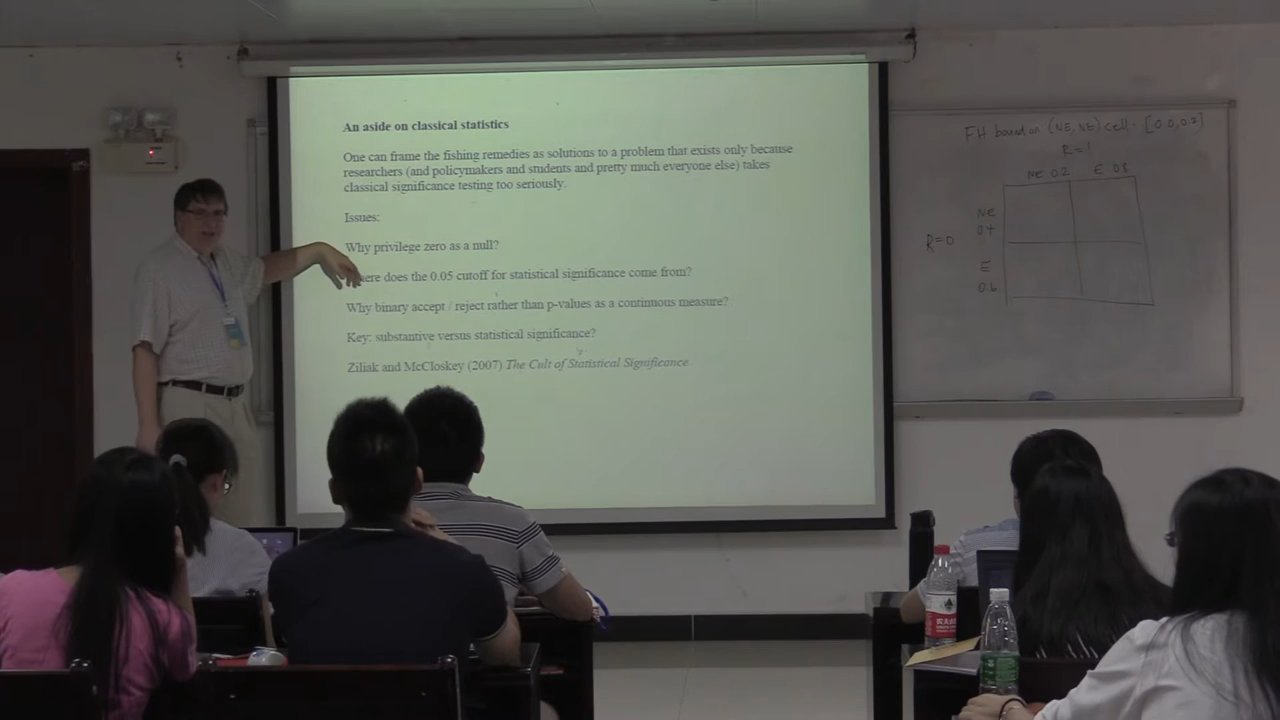 An aside on classical statistics
One can frame the fishing remedies as solutions to a problem that exists only because
researchers (and policymakers and students and pretty much everyone else) takes
classical significance testing too seriously.
Issues:
Why privilege zero as a null?
ere does the 0.05 cutoff for statistical significance come from?
Why binary accept / reject rather than p-values as a continuous measure?
Key: substantive versus statistical significance?
Ziliak and McCloskey (2007) The Cult of Statistical Significance
FH bound on (NE, NE) cell - [0.0, 0.2]
R=1
NE 0.2 E 0.8
NE
0.4
R=0
E
0.6